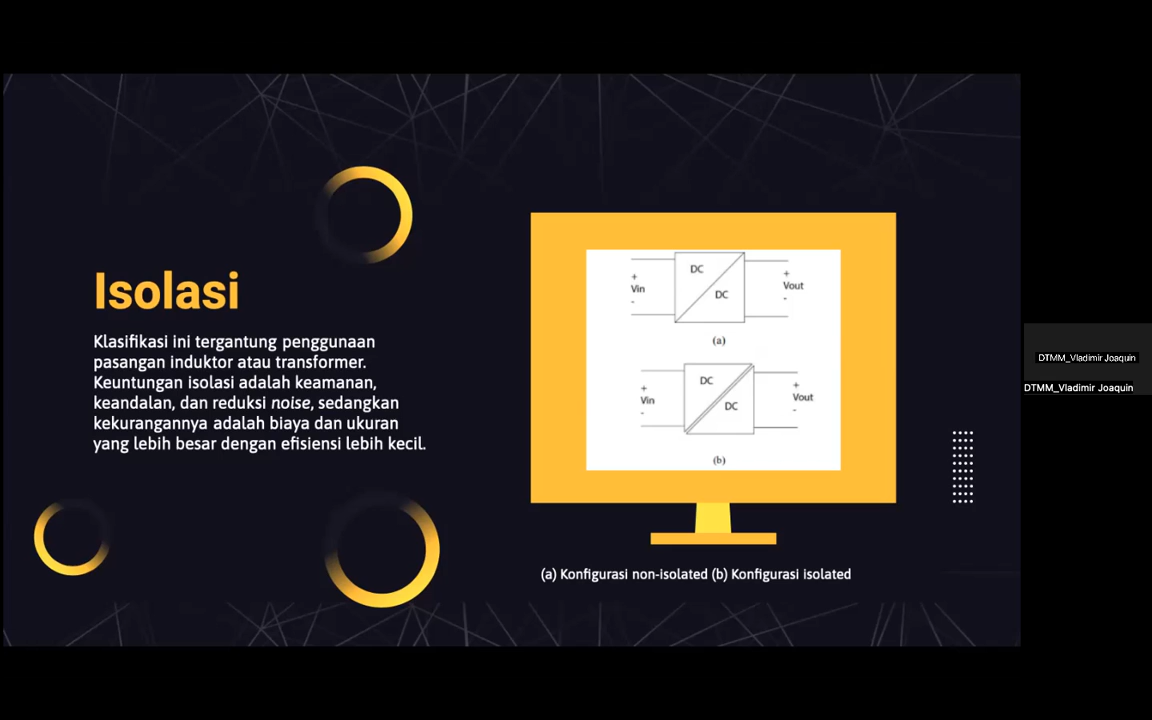 Isolasi
Klasifikasi ini tergantung penggunaan
pasangan induktor atau transformer.
Keuntungan isolasi adalah keamanan,
keandalan, dan reduksi noise, sedangkan
kekurangannya adalah biaya dan ukuran
yang lebih besar dengan efisiensi lebih kecil.
+
Vin
-
DC
DC
+
Vout
-
(a)
+
Vin
-
DC
DC
+
Vout
-
(b)
(a) Konfigurasi non-isolated (b) Konfigurasi isolated
DTMM_Vladimir Joaquin
DTMM_Vladimir Joaquin